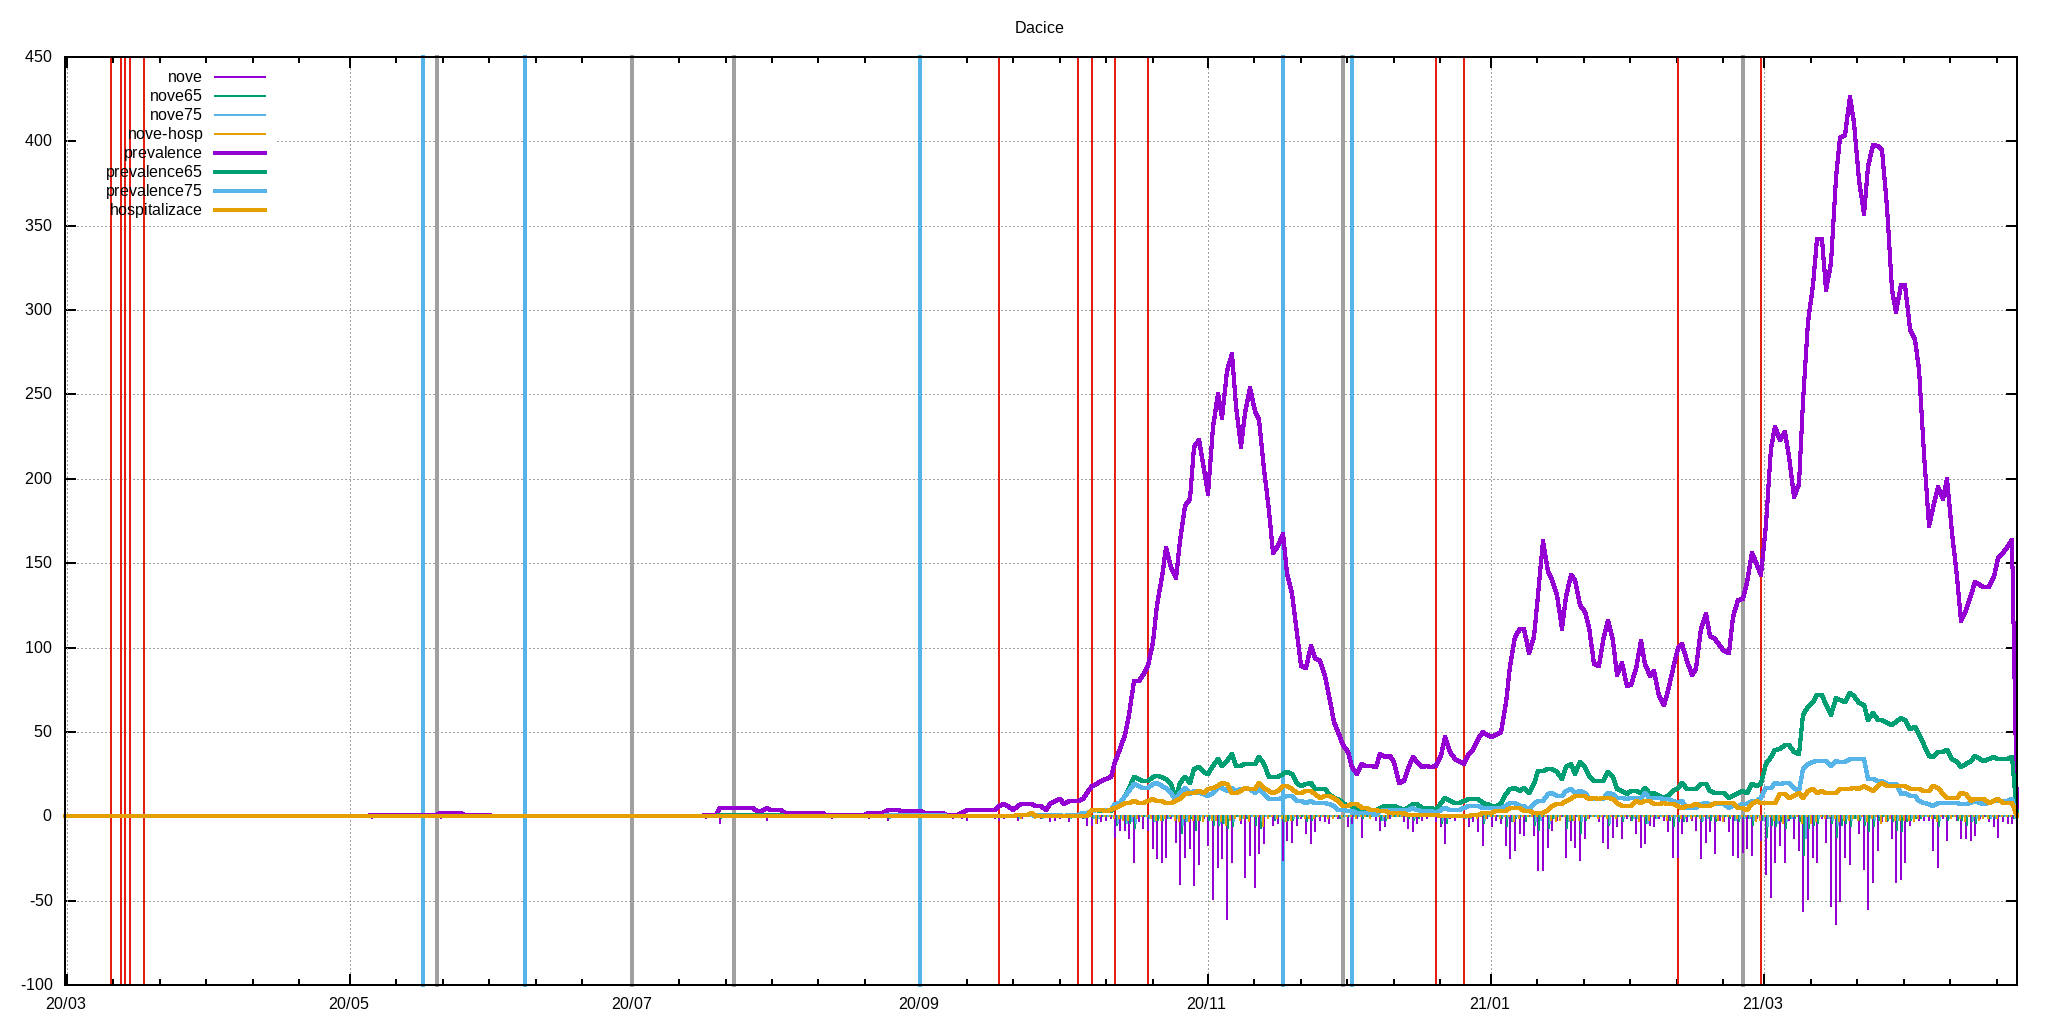 Dacice
450
400
350
300
250
200
150
100
50
0
-50
-100
nove
nove65
nove75
nove-hosp
prevalence
prevalence65
prevalence75
hospitalizace
20/03 20/05 20/07 20/09 20/11 21/01 21/03